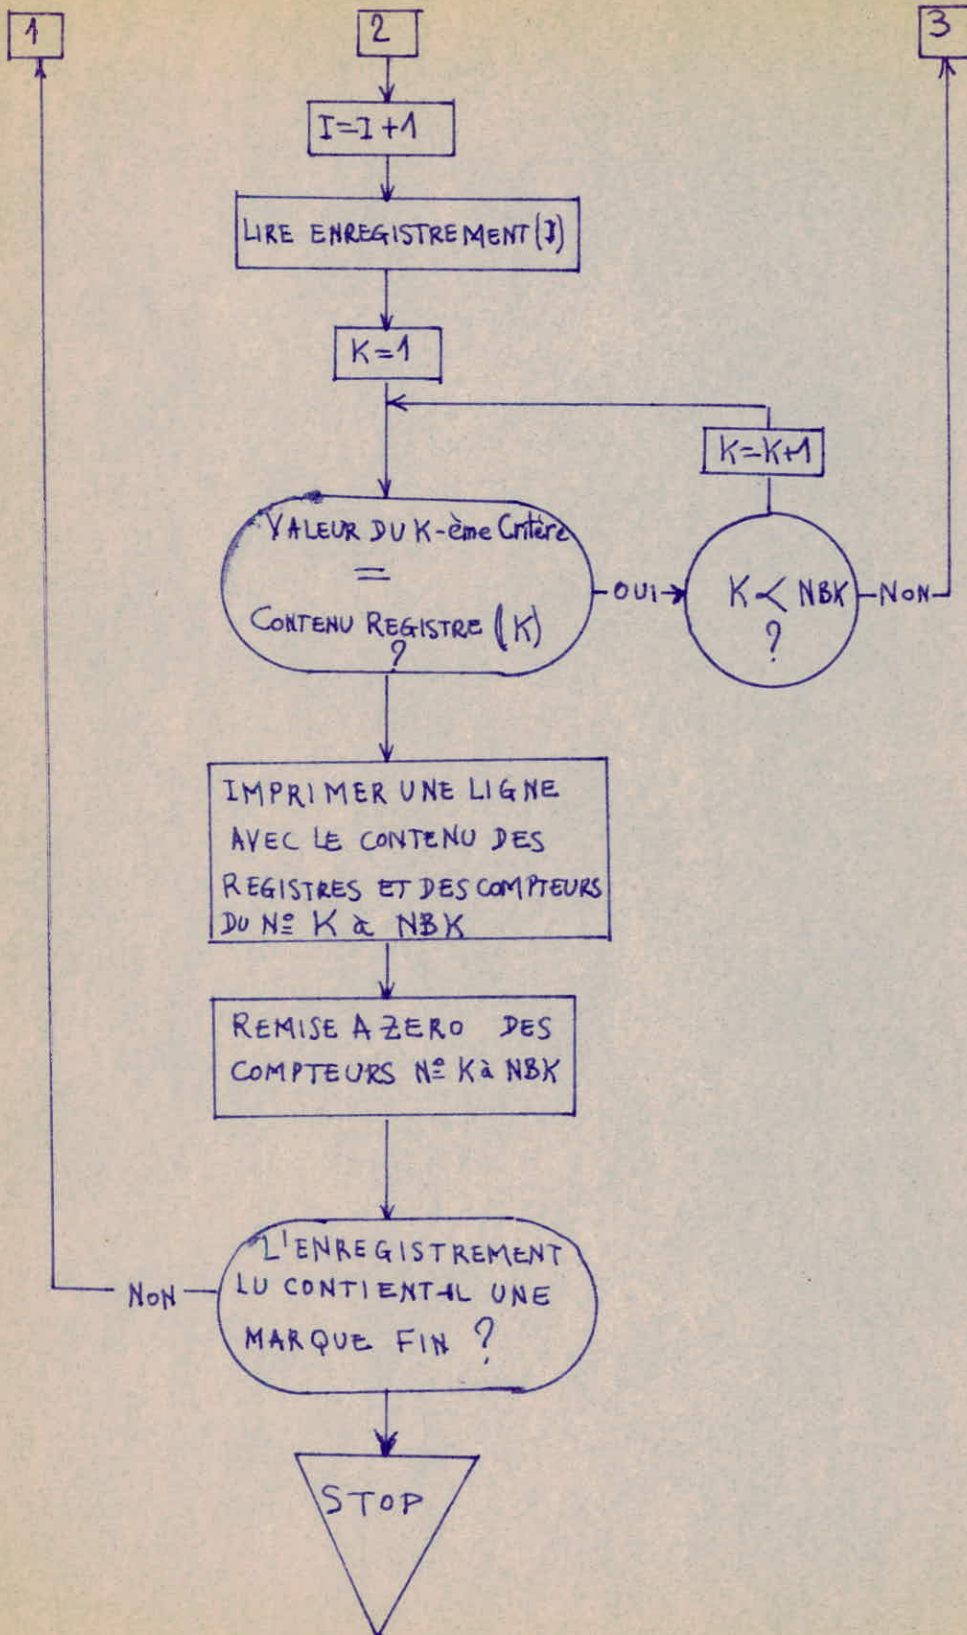 1
2
3
I=I+1
LIRE ENREGISTREMENT(I)
K=1
K=K+1
VALEUR DU K-ème Critère
=
CONTENU REGISTRE (K)
?
OUI
K < NBK
?
NON
IMPRIMER UNE LIGNE
AVEC LE CONTENU DES
REGISTRES ET DES COMPTEURS
DU Nº K à NBK
REMISE A ZERO DES
COMPTEURS Nº K à NBK
L'ENREGISTREMENT
LU CONTIENT-IL UNE
MARQUE FIN ?
NON
STOP